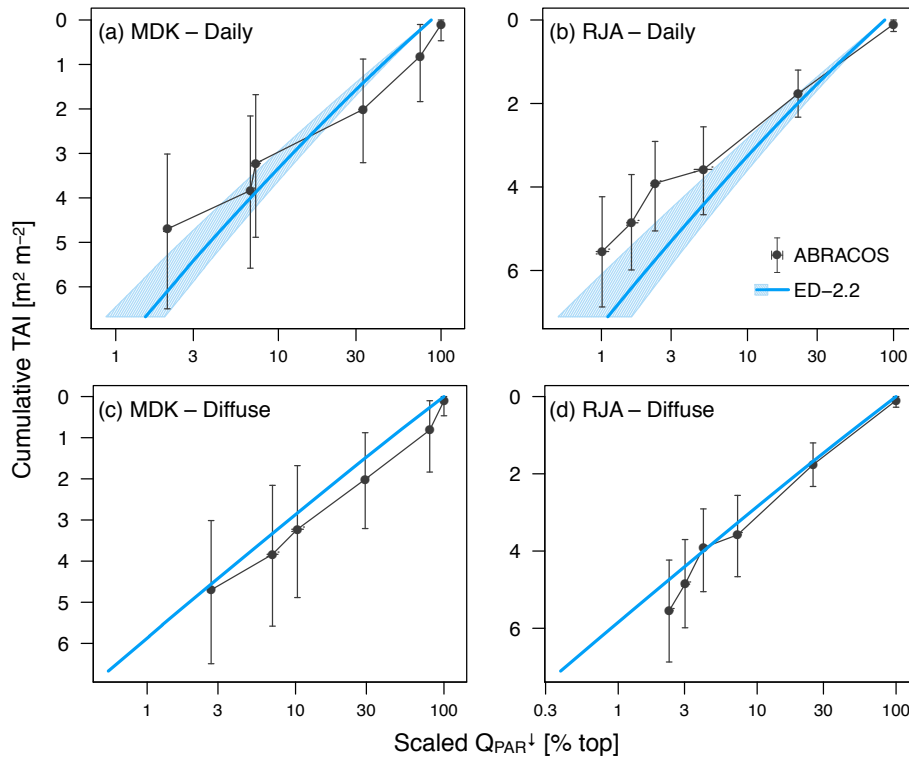 Cumulative TAI [m² m⁻²]
(a) MDK – Daily
0
1
2
3
4
5
6
1 3 10 30 100
(b) RJA – Daily
0
2
4
6
ABRACOS
ED–2.2
1 3 10 30 100
(c) MDK – Diffuse
0
1
2
3
4
5
6
1 3 10 30 100
(d) RJA – Diffuse
0
2
4
6
0.3 1 3 10 30 100
Scaled Q_PAR↓ [% top]